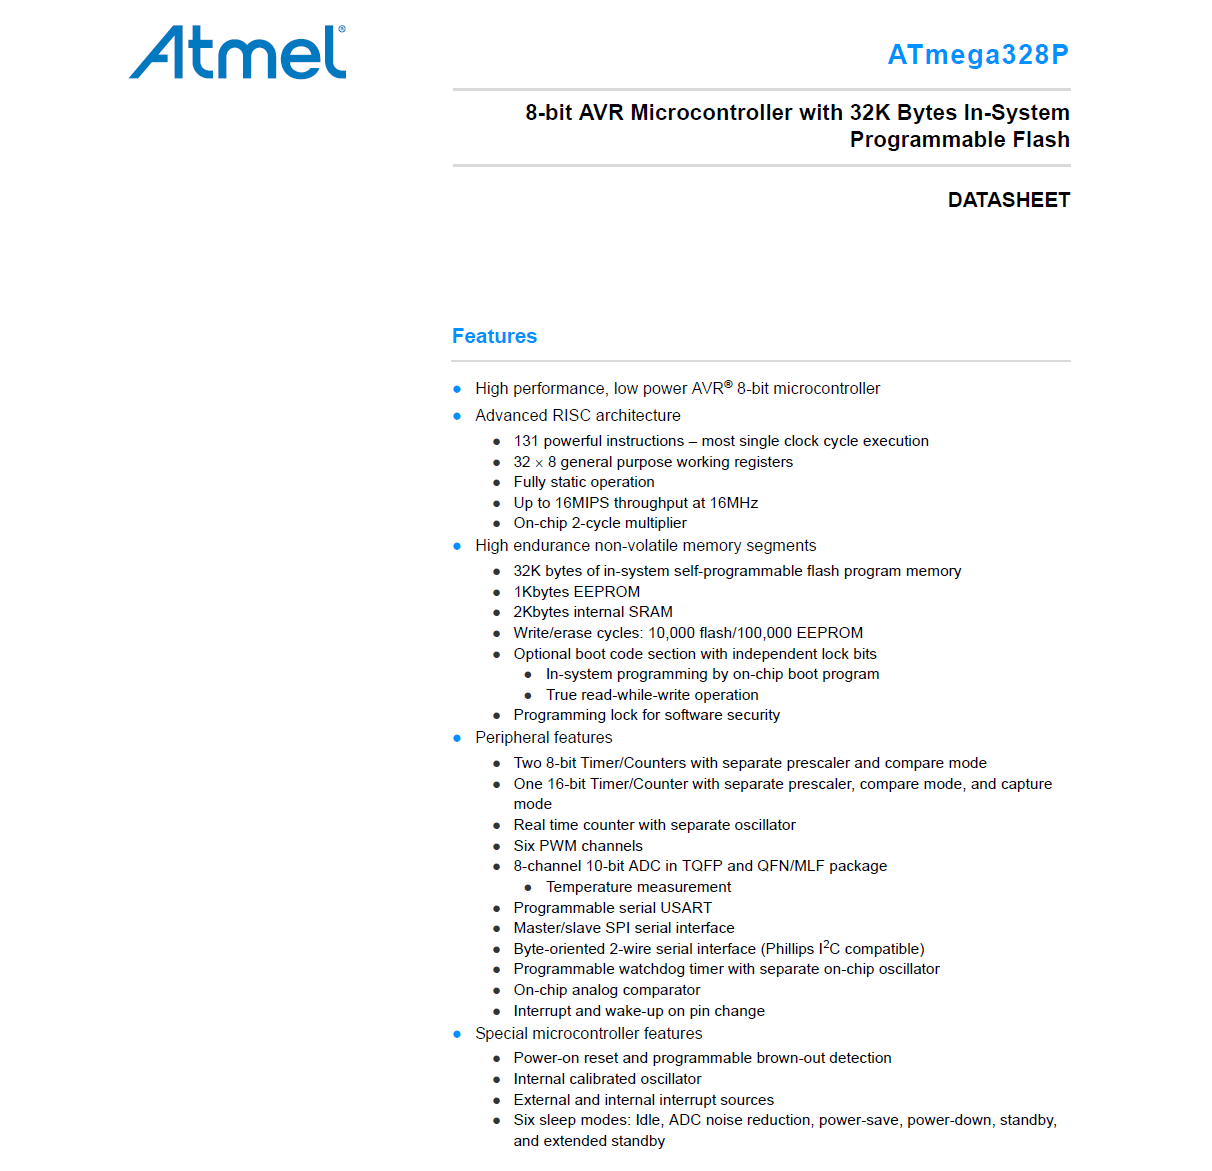 Atmel®
ATmega328P
8-bit AVR Microcontroller with 32K Bytes In-System
Programmable Flash
DATASHEET
Features
● High performance, low power AVR® 8-bit microcontroller
● Advanced RISC architecture
● 131 powerful instructions – most single clock cycle execution
● 32 × 8 general purpose working registers
● Fully static operation
● Up to 16MIPS throughput at 16MHz
● On-chip 2-cycle multiplier
● High endurance non-volatile memory segments
● 32K bytes of in-system self-programmable flash program memory
● 1Kbytes EEPROM
● 2Kbytes internal SRAM
● Write/erase cycles: 10,000 flash/100,000 EEPROM
● Optional boot code section with independent lock bits
● In-system programming by on-chip boot program
● True read-while-write operation
● Programming lock for software security
● Peripheral features
● Two 8-bit Timer/Counters with separate prescaler and compare mode
● One 16-bit Timer/Counter with separate prescaler, compare mode, and capture
mode
● Real time counter with separate oscillator
● Six PWM channels
● 8-channel 10-bit ADC in TQFP and QFN/MLF package
● Temperature measurement
● Programmable serial USART
● Master/slave SPI serial interface
● Byte-oriented 2-wire serial interface (Phillips I²C compatible)
● Programmable watchdog timer with separate on-chip oscillator
● On-chip analog comparator
● Interrupt and wake-up on pin change
● Special microcontroller features
● Power-on reset and programmable brown-out detection
● Internal calibrated oscillator
● External and internal interrupt sources
● Six sleep modes: Idle, ADC noise reduction, power-save, power-down, standby,
and extended standby